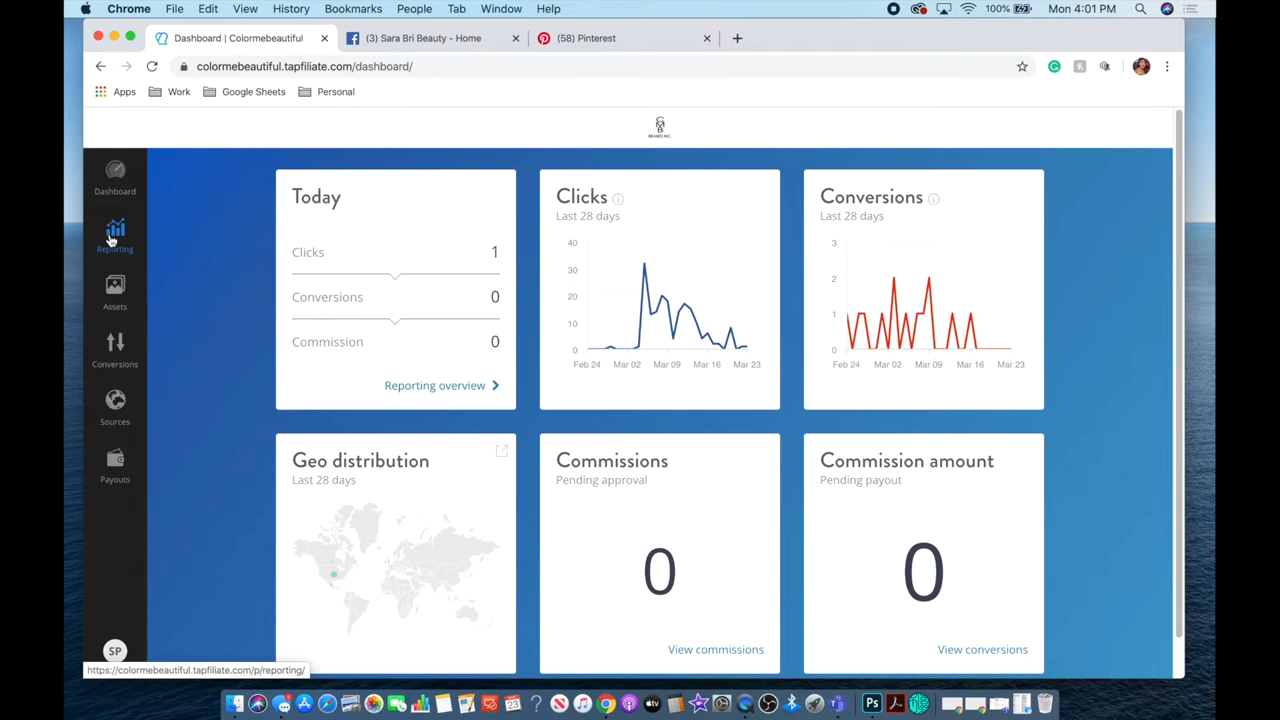 Chrome File Edit View History Bookmarks People Tab Window Help 100% Mon 4:01 PM
Dashboard | Colormebeautiful (3) Sara Bri Beauty - Home (58) Pinterest
colormebeautiful.tapfiliate.com/dashboard/
Apps Work Google Sheets Personal
CMB
BRANDS INC.
Dashboard
Reporting
Assets
Conversions
Sources
Payouts
SP
Today
Clicks 1
Conversions 0
Commission 0
Reporting overview
Clicks
Last 28 days
40
30
20
10
0
Feb 24 Mar 02 Mar 09 Mar 16 Mar 23
Conversions
Last 28 days
3
2
1
0
Feb 24 Mar 02 Mar 09 Mar 16 Mar 23
Geo distribution
Last 28 days
Commissions
Pending approval
0
View commissions
Commission amount
Pending payout
0
View conversions
https://colormebeautiful.tapfiliate.com/p/reporting/
Ps